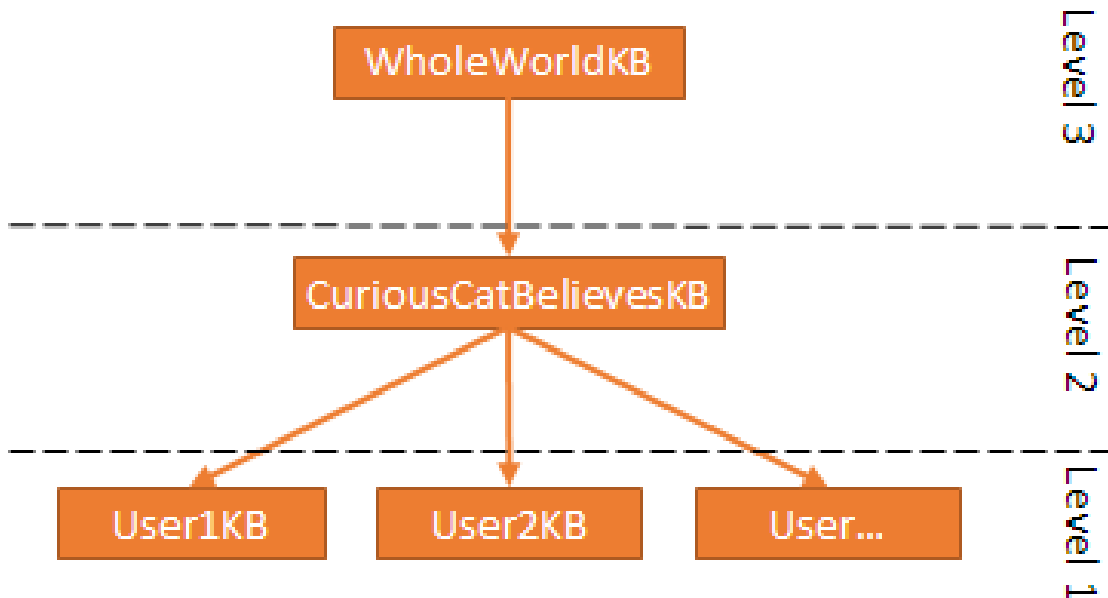 WholeWorldKB
Level 3
CuriousCatBelievesKB
Level 2
User1KB
User2KB
User...
Level 1